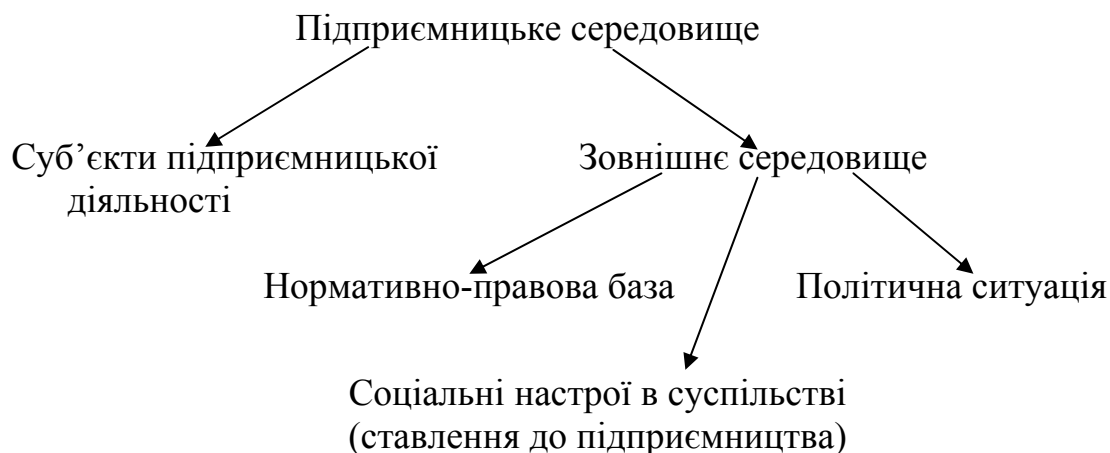 Підприємницьке середовище
Суб’єкти підприємницької
діяльності
Зовнішнє середовище
Нормативно-правова база
Політична ситуація
Соціальні настрої в суспільстві
(ставлення до підприємництва)